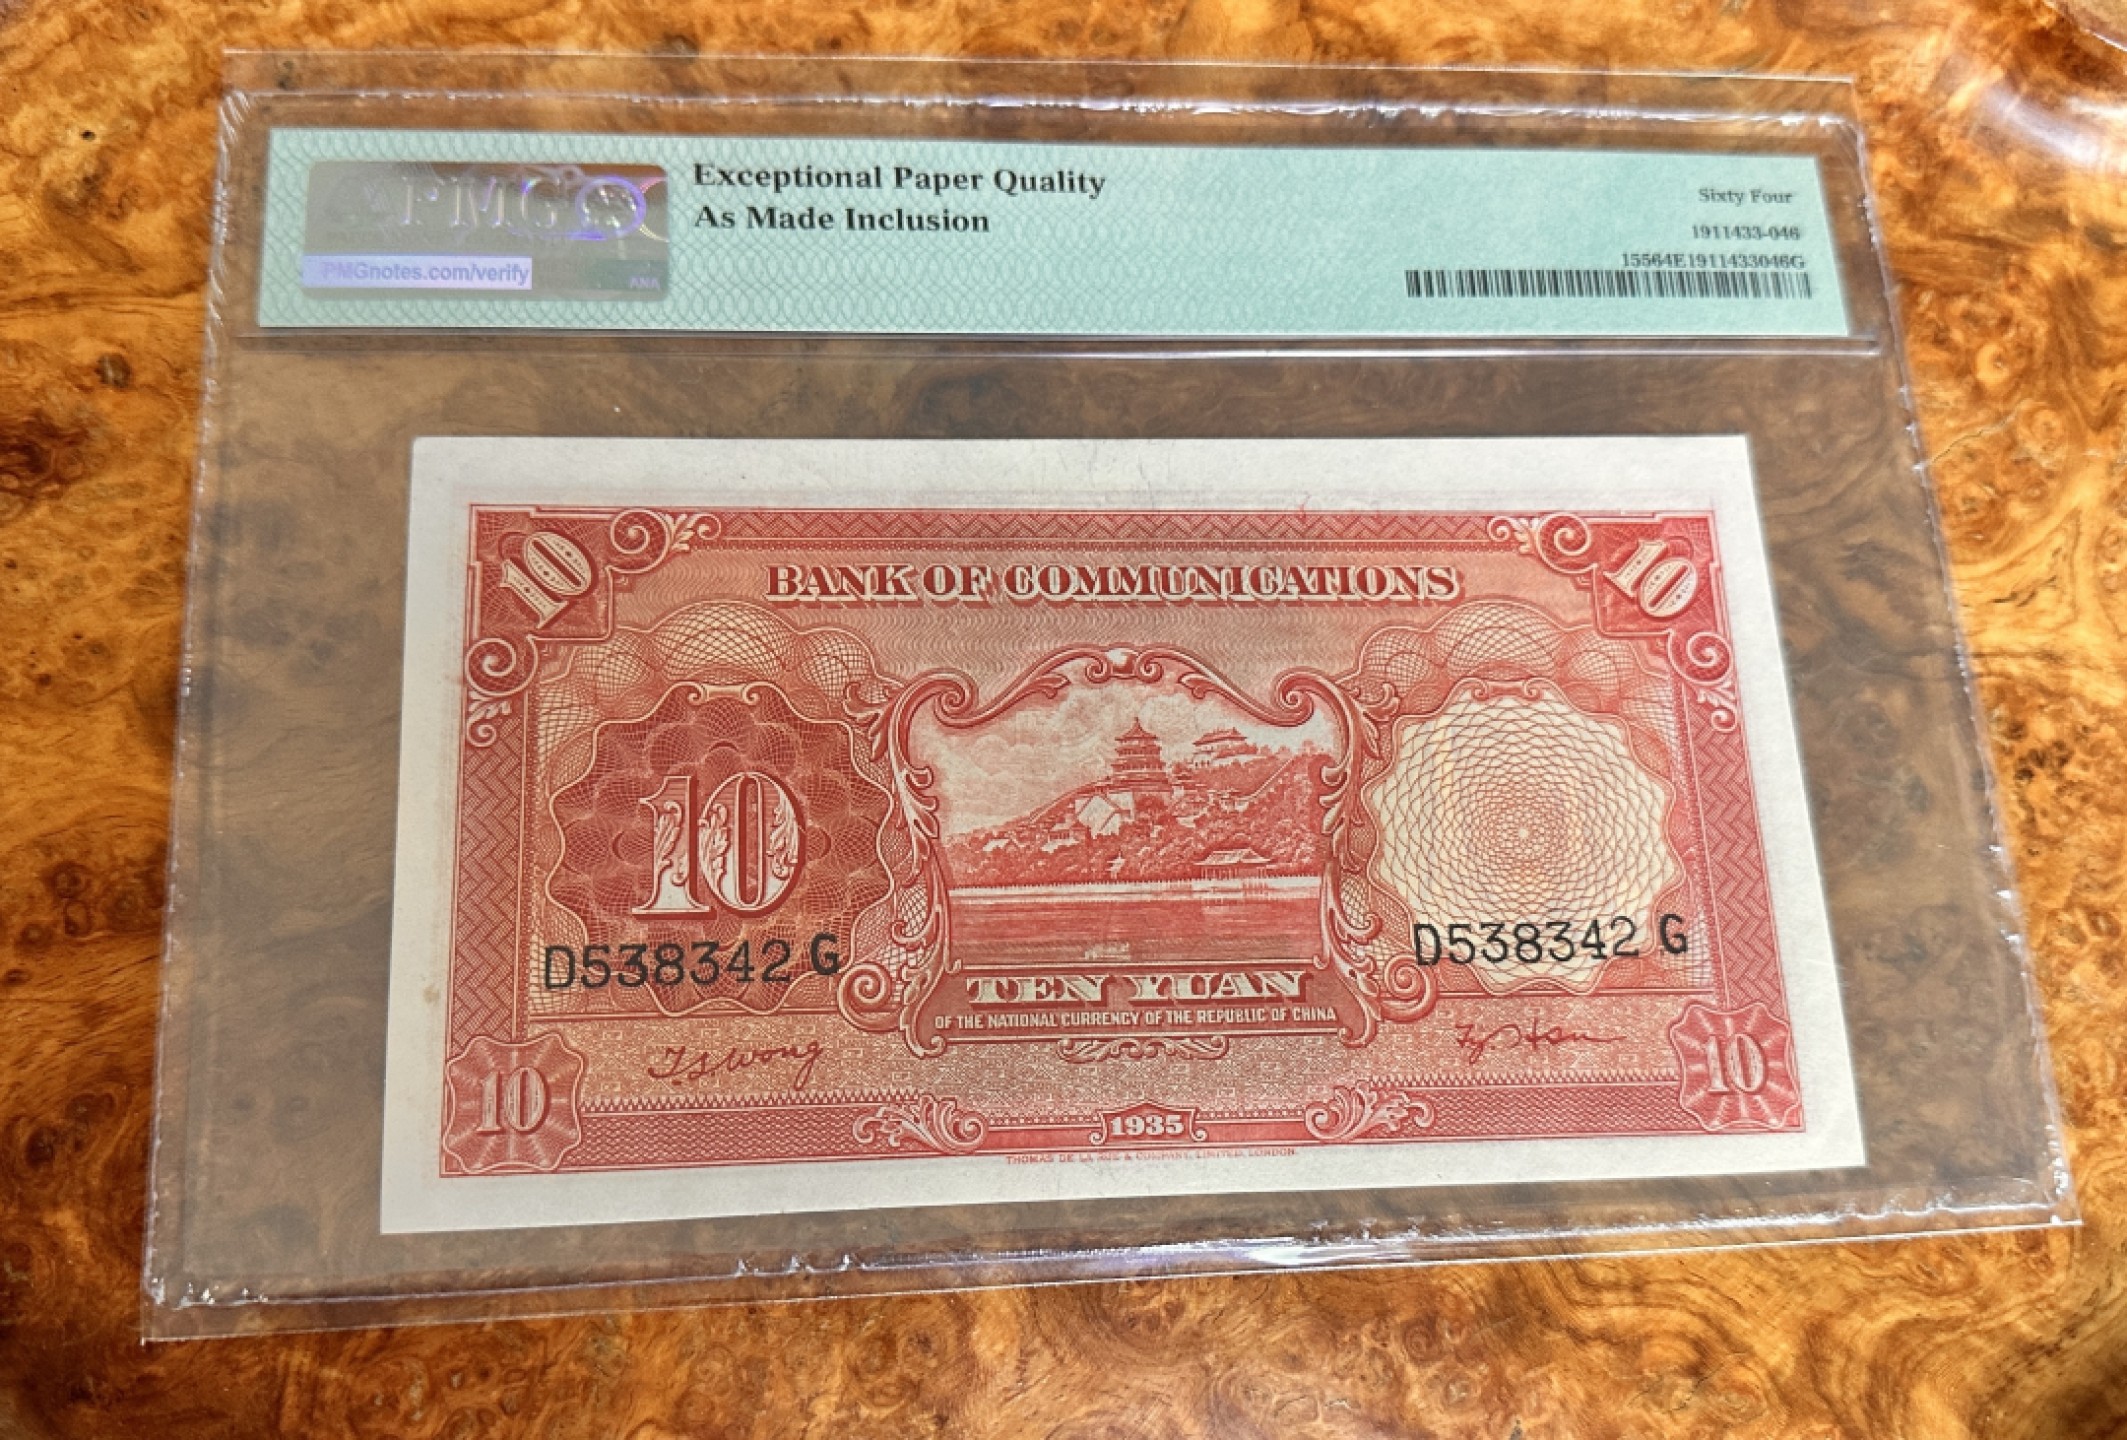 PMG
PMGnotes.com/verify
ANA
Exceptional Paper Quality
As Made Inclusion
Sixty Four
1911433-046
15564E1911433046G
10
10
BANK OF COMMUNICATIONS
10
D538342 G
D538342 G
TEN YUAN
OF THE NATIONAL CURRENCY OF THE REPUBLIC OF CHINA
T S Wong
10
10
1935
THOMAS DE LA RUE & COMPANY, LIMITED, LONDON.